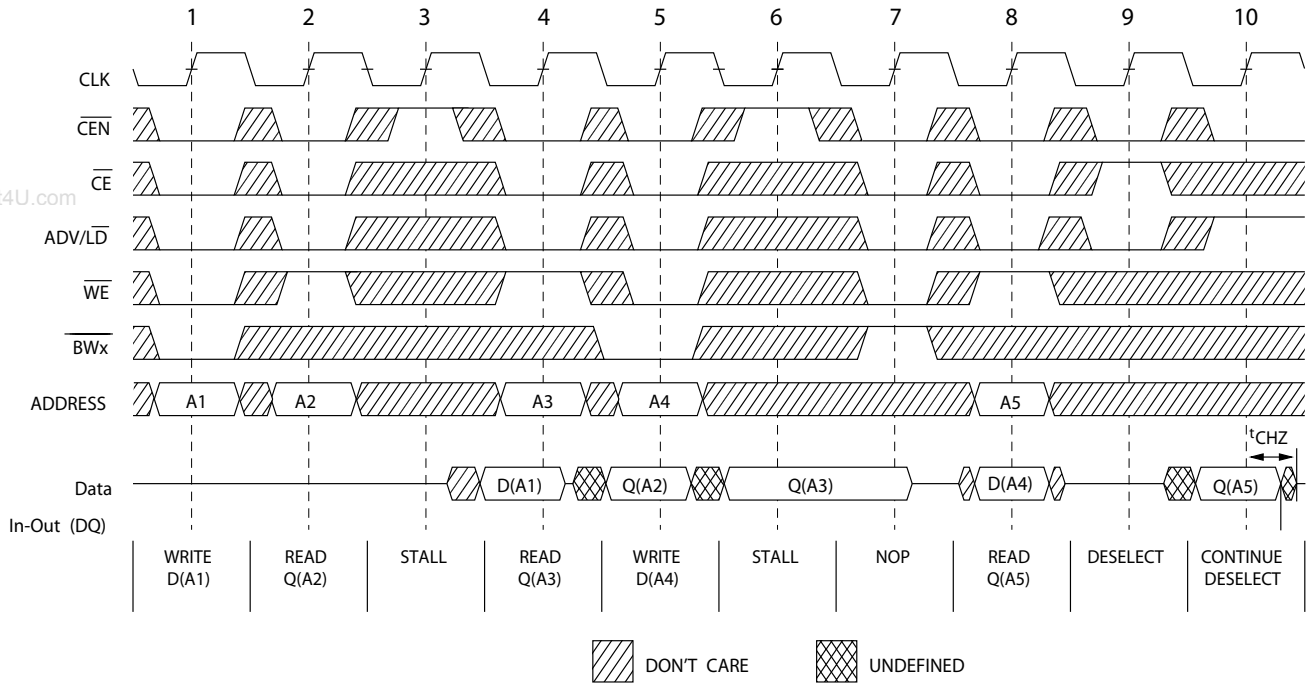 1 2 3 4 5 6 7 8 9 10
CLK
CEN
t4U.com
CE
ADV/LD
WE
BWx
ADDRESS A1 A2 A3 A4 A5
tCHZ
Data D(A1) Q(A2) Q(A3) D(A4) Q(A5)
In-Out (DQ)
WRITE READ STALL READ WRITE STALL NOP READ DESELECT CONTINUE
D(A1) Q(A2) Q(A3) D(A4) Q(A5) DESELECT
DON'T CARE UNDEFINED